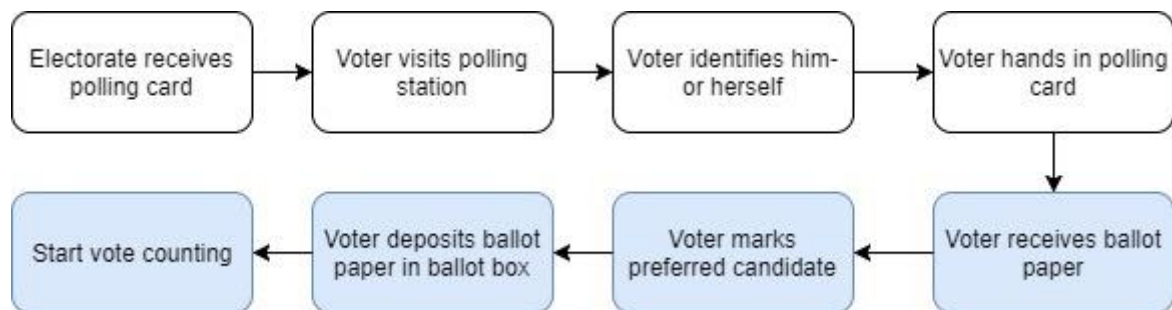 Electorate receives
polling card
Voter visits polling
station
Voter identifies him-
or herself
Voter hands in polling
card
Voter receives ballot
paper
Voter marks
preferred candidate
Voter deposits ballot
paper in ballot box
Start vote counting